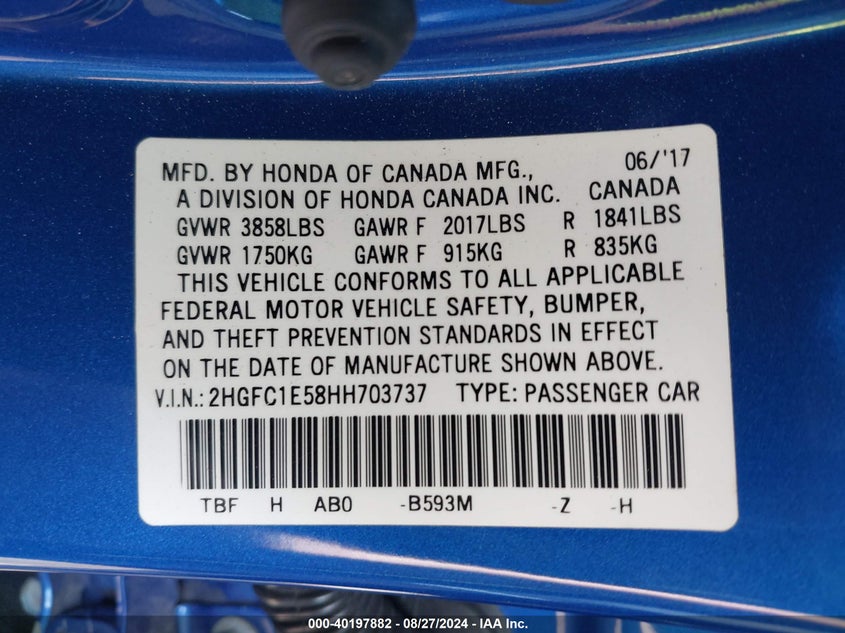 MFD. BY HONDA OF CANADA MFG., 06/'17
A DIVISION OF HONDA CANADA INC. CANADA
GVWR 3858LBS GAWR F 2017LBS R 1841LBS
GVWR 1750KG GAWR F 915KG R 835KG
THIS VEHICLE CONFORMS TO ALL APPLICABLE
FEDERAL MOTOR VEHICLE SAFETY, BUMPER,
AND THEFT PREVENTION STANDARDS IN EFFECT
ON THE DATE OF MANUFACTURE SHOWN ABOVE.
V.I.N.: 2HGFC1E58HH703737 TYPE: PASSENGER CAR
TBF H AB0 -B593M -Z -H
000-40197882 - 08/27/2024 - IAA Inc.